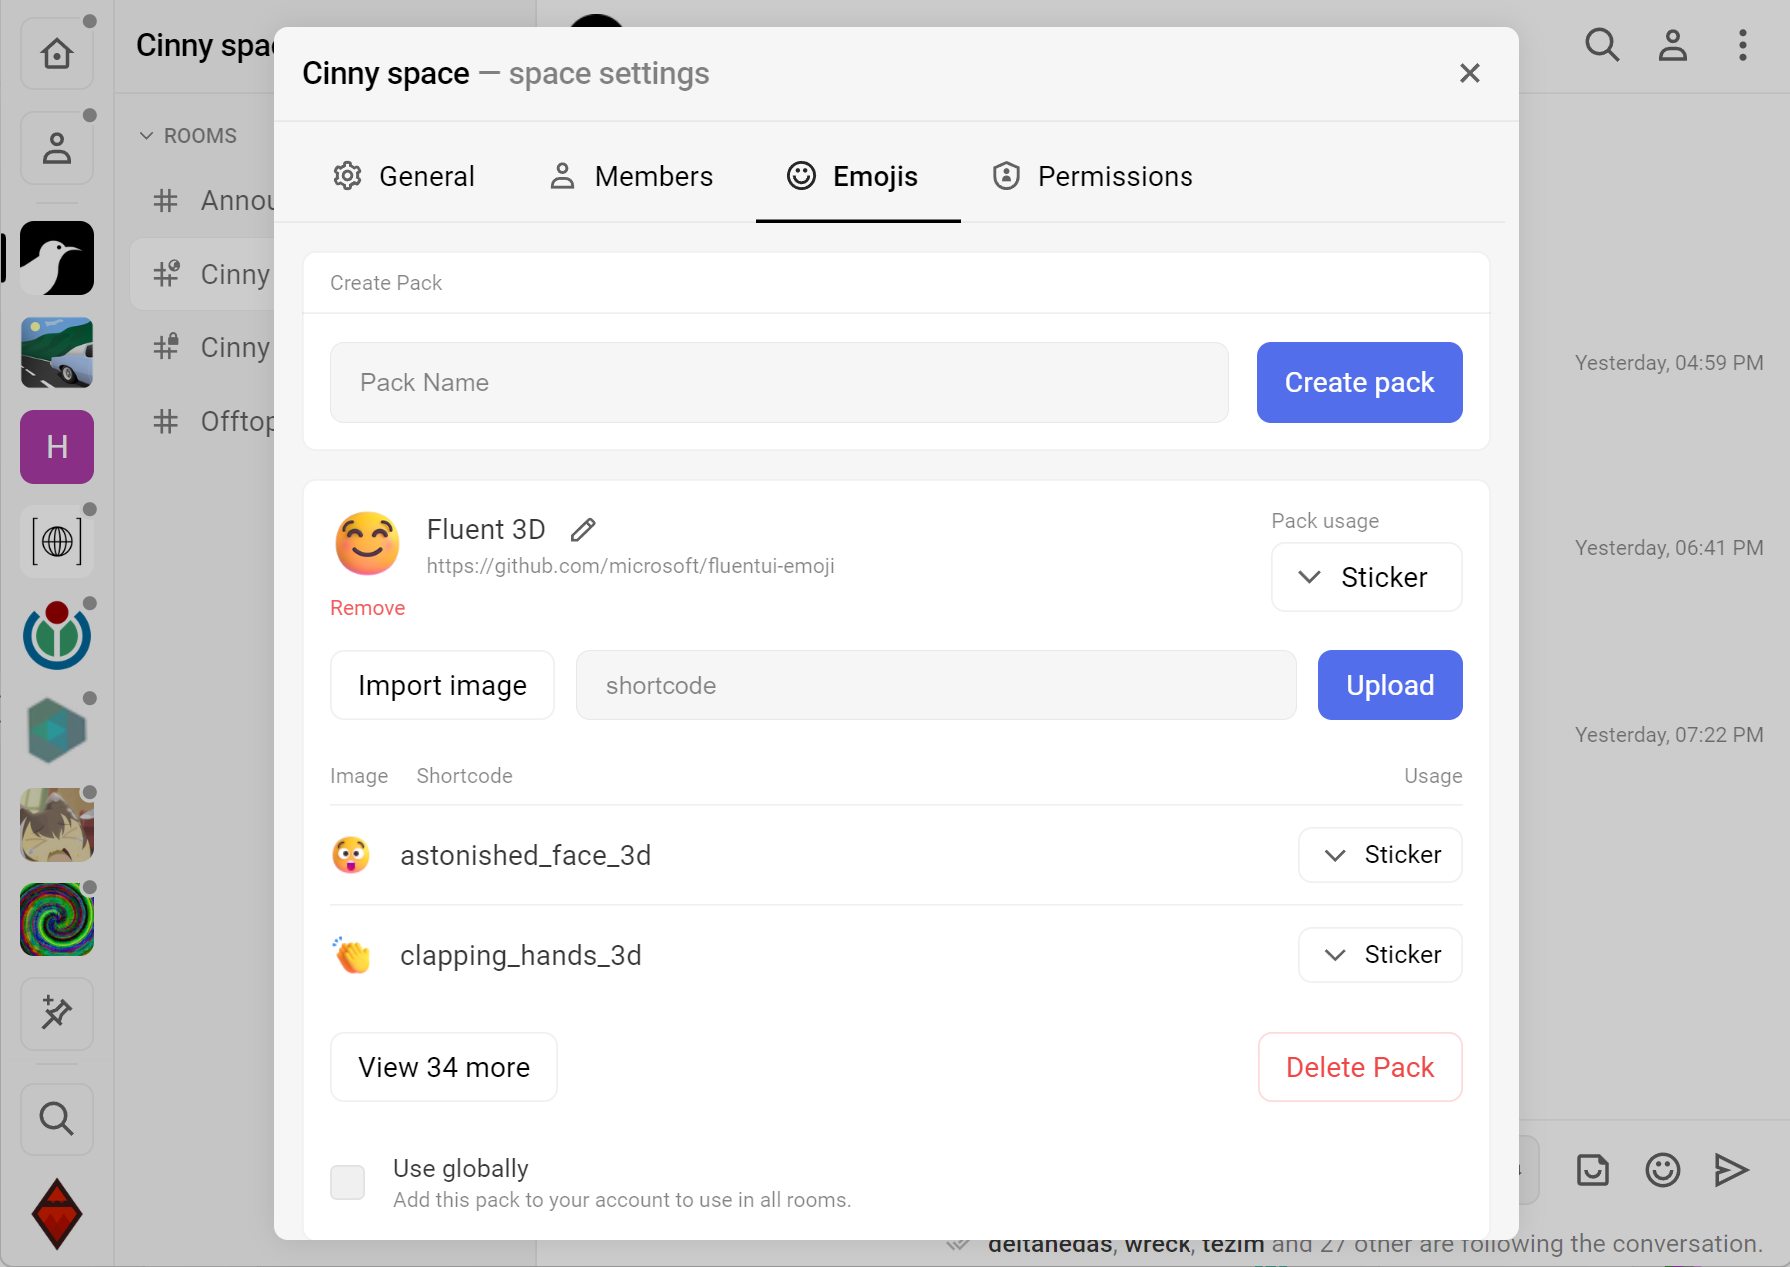 Cinny spac
Cinny space — space settings
General
Members
Emojis
Permissions
ROOMS
Annou
Cinny
Cinny
Offtop
H
Create Pack
Pack Name
Create pack
Fluent 3D
https://github.com/microsoft/fluentui-emoji
Remove
Pack usage
Sticker
Import image
shortcode
Upload
Image Shortcode Usage
astonished_face_3d Sticker
clapping_hands_3d Sticker
View 34 more
Delete Pack
Use globally
Add this pack to your account to use in all rooms.
Yesterday, 04:59 PM
Yesterday, 06:41 PM
Yesterday, 07:22 PM
deltanedas, wreck, tezim and 27 other are following the conversation.